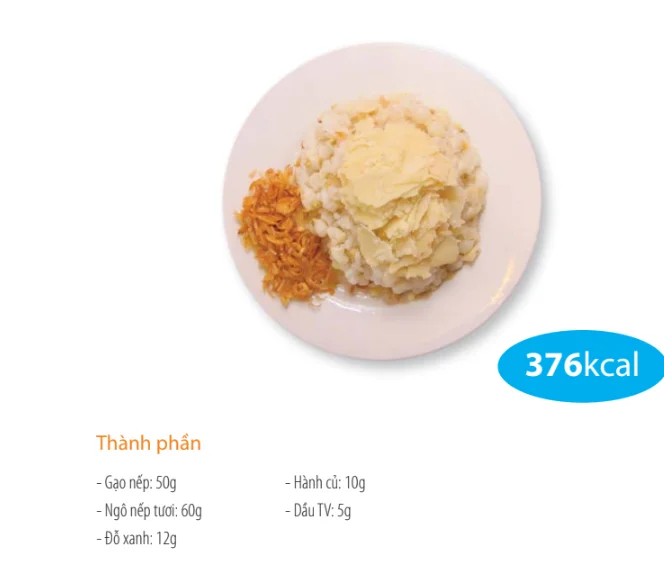 376kcal
Thành phần
- Gạo nếp: 50g
- Ngô nếp tươi: 60g
- Đỗ xanh: 12g
- Hành củ: 10g
- Dầu TV: 5g